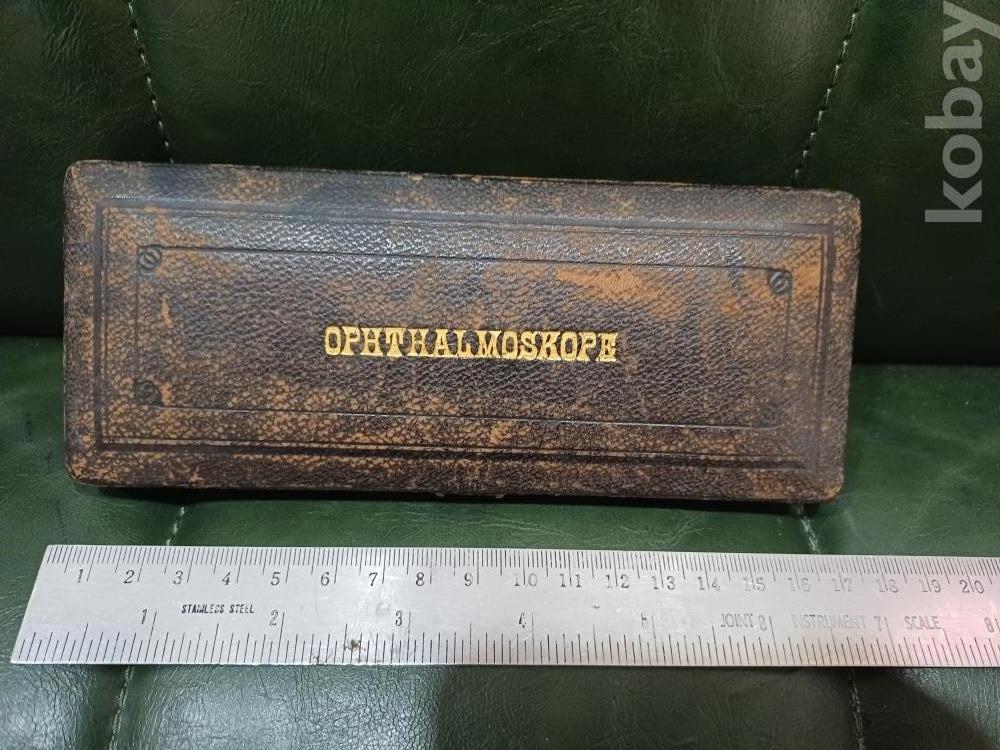 kobay
OPHTHALMOSKOPE
1 2 3 4 5 6 7 8 9 10 11 12 13 14 15 16 17 18 19 20
1 STAINLESS STEEL 2 3 4 5 JOINT 6 INSTRUMENT 7 SCALE 8